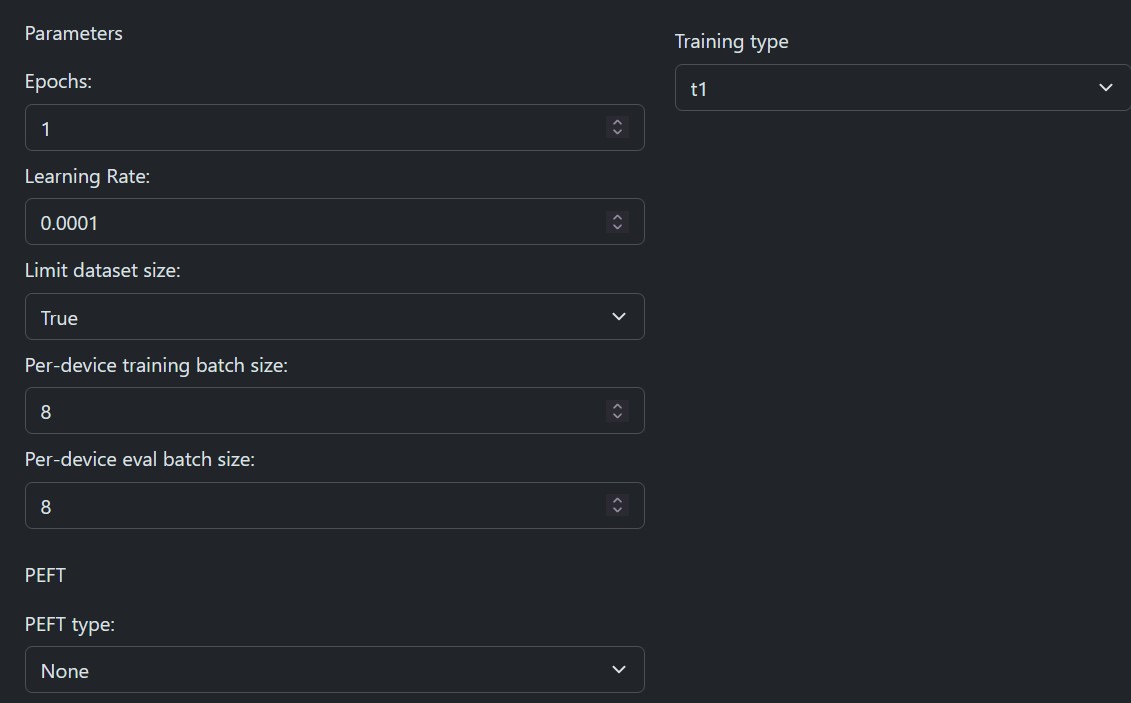 Parameters
Epochs:
1
Learning Rate:
0.0001
Limit dataset size:
True
Per-device training batch size:
8
Per-device eval batch size:
8
PEFT
PEFT type:
None
Training type
t1